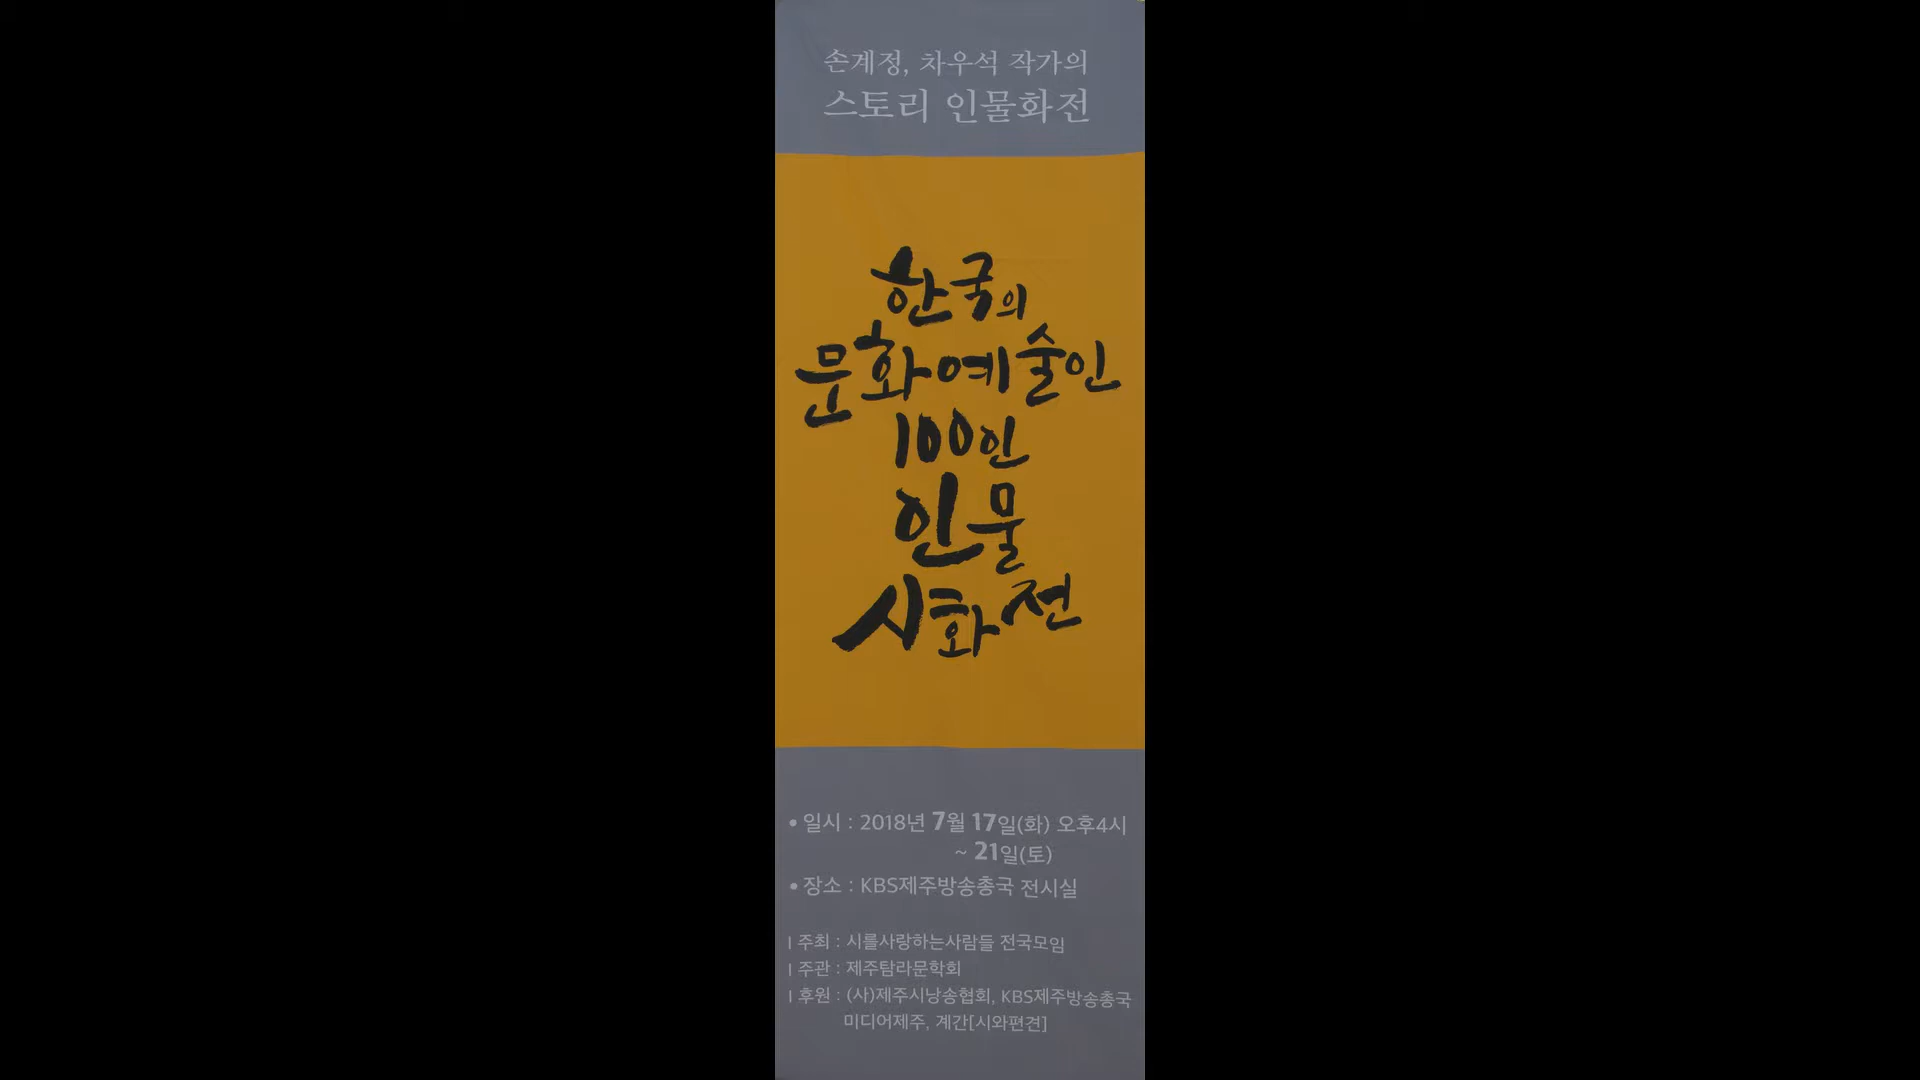 손계정, 차우석 작가의
스토리 인물화전
한국의
문화예술인
100인
인물
시화전
• 일시 : 2018년 7월 17일(화) 오후4시
~ 21일(토)
• 장소 : KBS제주방송총국 전시실
I 주최 : 시를사랑하는사람들 전국모임
I 주관 : 제주탐라문학회
I 후원 : (사)제주시낭송협회, KBS제주방송총국
미디어제주, 계간[시와편견]